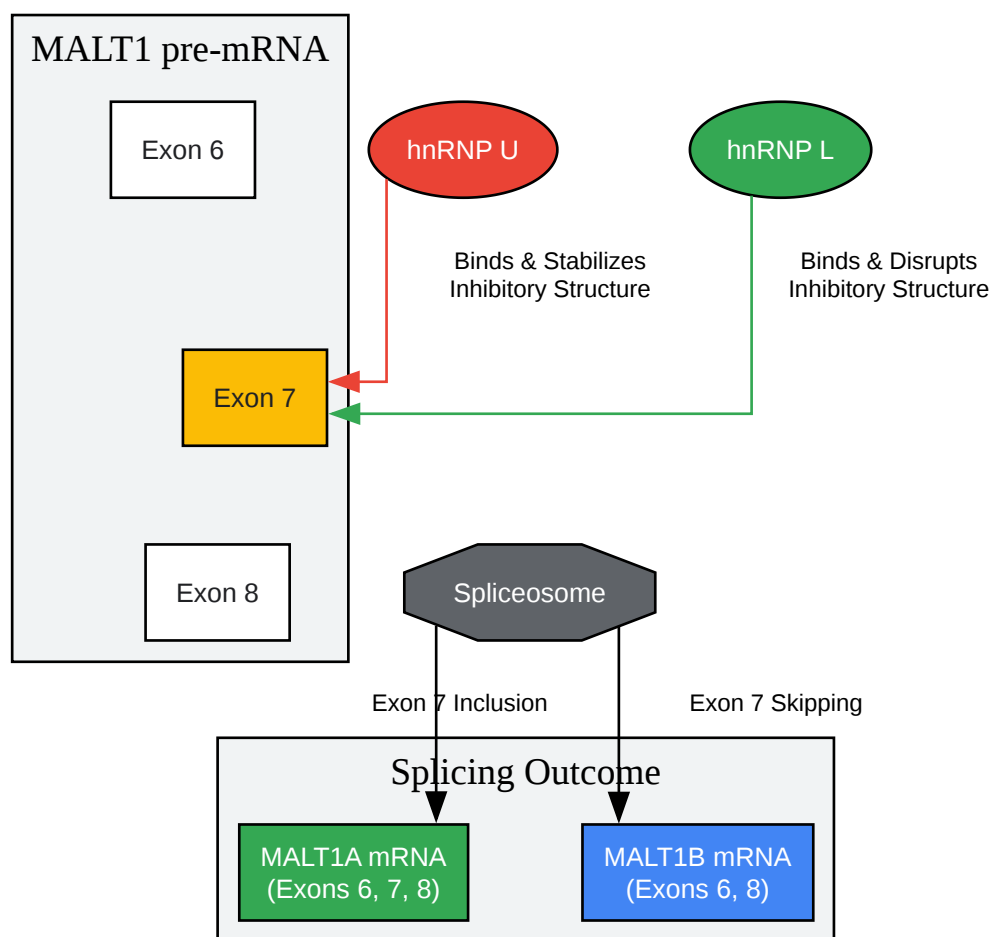 MALT1 pre-mRNA
Exon 6
hnRNP U
hnRNP L
Binds & Stabilizes
Inhibitory Structure
Binds & Disrupts
Inhibitory Structure
Exon 7
Exon 8
Spliceosome
Exon 7 Inclusion
Exon 7 Skipping
Splicing Outcome
MALT1A mRNA
(Exons 6, 7, 8)
MALT1B mRNA
(Exons 6, 8)